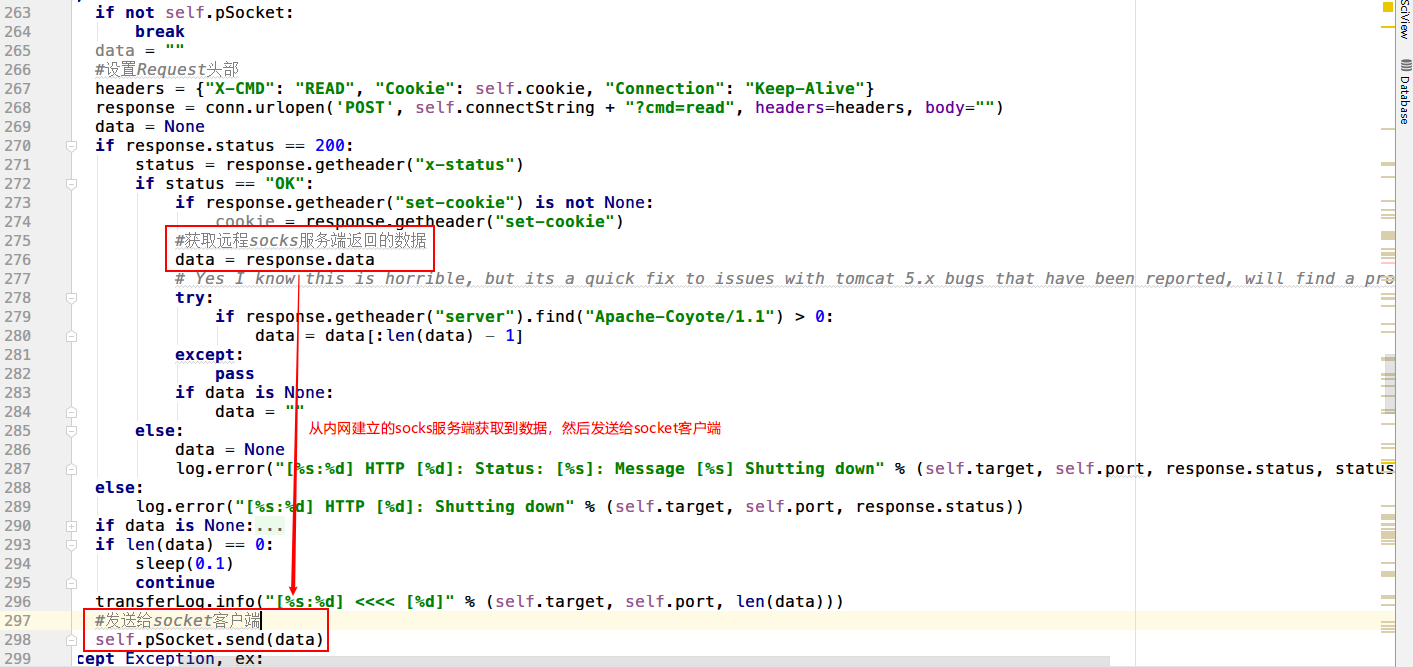 263 if not self.pSocket:
264 break
265 data = ""
266 #设置Request头部
267 headers = {"X-CMD": "READ", "Cookie": self.cookie, "Connection": "Keep-Alive"}
268 response = conn.urlopen('POST', self.connectString + "?cmd=read", headers=headers, body="")
269 data = None
270 if response.status == 200:
271 status = response.getheader("x-status")
272 if status == "OK":
273 if response.getheader("set-cookie") is not None:
274 cookie = response.getheader("set-cookie")
275 #获取远程socks服务端返回的数据
276 data = response.data
277 # Yes I know this is horrible, but its a quick fix to issues with tomcat 5.x bugs that have been reported, will find a pro
278 try:
279 if response.getheader("server").find("Apache-Coyote/1.1") > 0:
280 data = data[:len(data) - 1]
281 except:
282 pass
283 if data is None:
284 data = ""
从内网建立的socks服务端获取到数据，然后发送给socket客户端
285 else:
286 data = None
287 log.error("[%s:%d] HTTP [%d]: Status: [%s]: Message [%s] Shutting down" % (self.target, self.port, response.status, status
288 else:
289 log.error("[%s:%d] HTTP [%d]: Shutting down" % (self.target, self.port, response.status))
290 if data is None:...
293 if len(data) == 0:
294 sleep(0.1)
295 continue
296 transferLog.info("[%s:%d] <<<< [%d]" % (self.target, self.port, len(data)))
297 #发送给socket客户端
298 self.pSocket.send(data)
299 cept Exception, ex:
SciView
Database